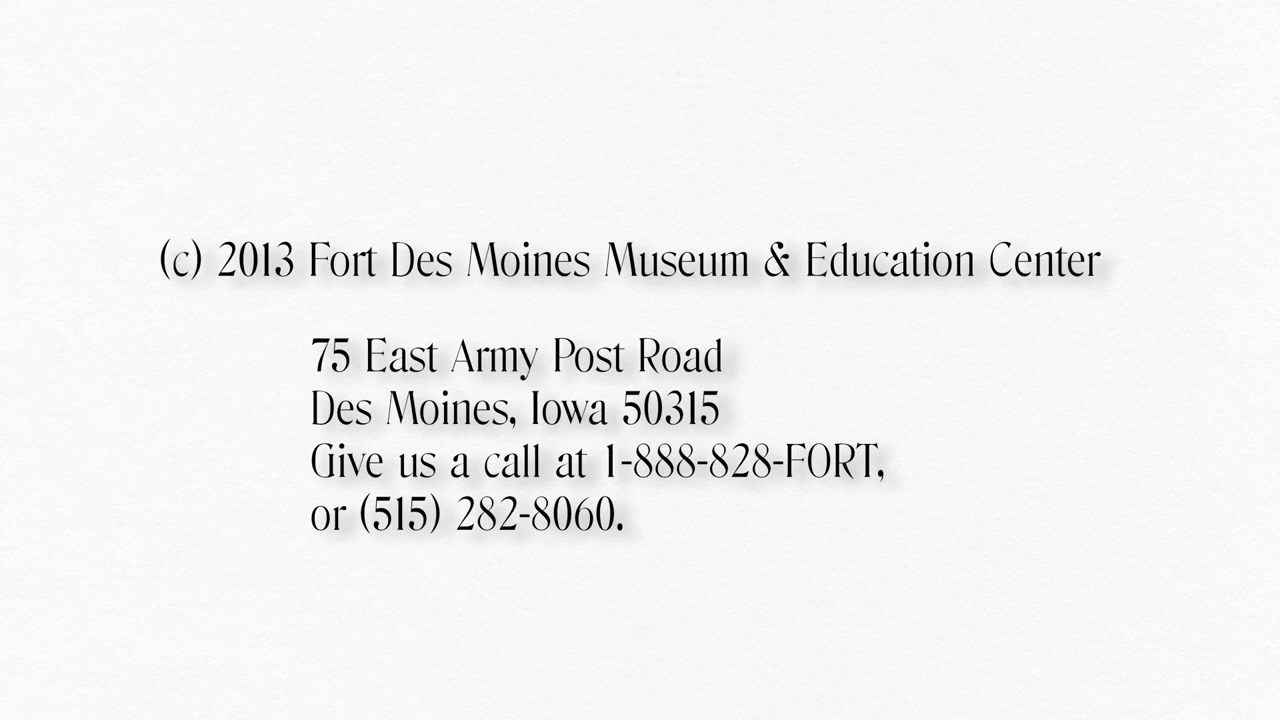 (c) 2013 Fort Des Moines Museum & Education Center
75 East Army Post Road
Des Moines, Iowa 50315
Give us a call at 1-888-828-FORT,
or (515) 282-8060.